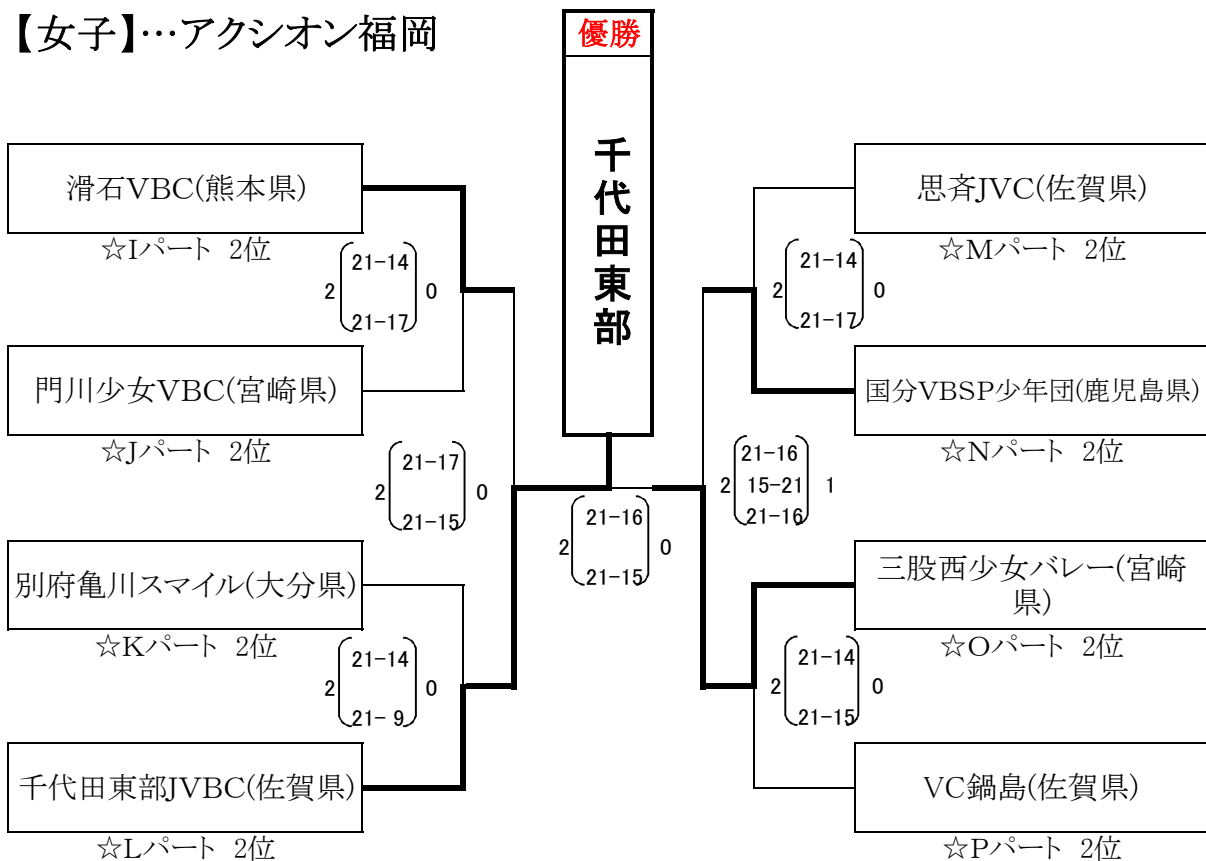 【女子】…アクシオン福岡
優勝
千代田東部
滑石VBC(熊本県)
☆Iパート 2位
21-14
2 0
21-17
門川少女VBC(宮崎県)
☆Jパート 2位
21-17
2 0
21-15
別府亀川スマイル(大分県)
☆Kパート 2位
21-14
2 0
21- 9
千代田東部JVBC(佐賀県)
☆Lパート 2位
21-16
2 0
21-15
思斉JVC(佐賀県)
☆Mパート 2位
21-14
2 0
21-17
国分VBSP少年団(鹿児島県)
☆Nパート 2位
21-16
2 15-21 1
21-16
三股西少女バレー(宮崎
県)
☆Oパート 2位
21-14
2 0
21-15
VC鍋島(佐賀県)
☆Pパート 2位